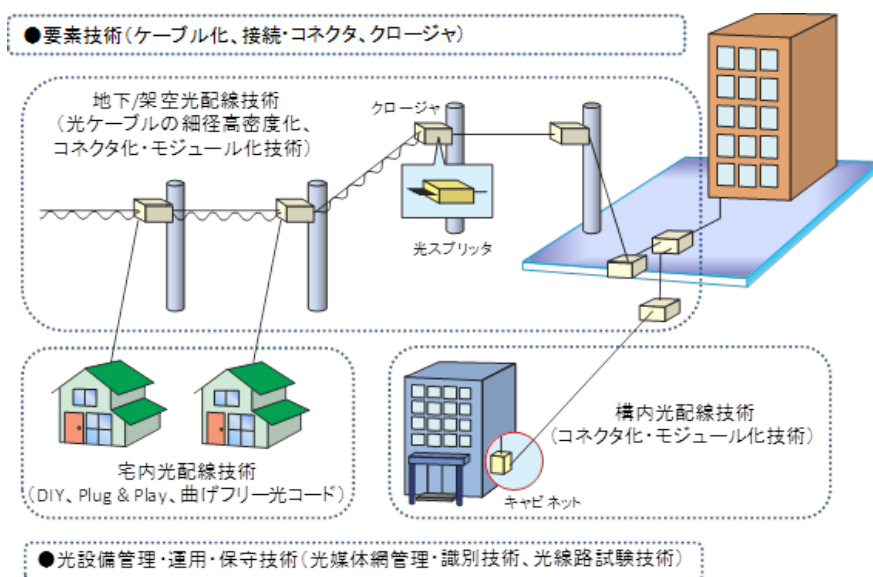 ●要素技術(ケーブル化、接続・コネクタ、クロージャ)
地下/架空光配線技術
(光ケーブルの細径高密度化、
コネクタ化・モジュール化技術)
クロージャ
光スプリッタ
宅内光配線技術
(DIY、Plug & Play、曲げフリー光コード)
構内光配線技術
(コネクタ化・モジュール化技術)
キャビネット
●光設備管理・運用・保守技術(光媒体網管理・識別技術、光線路試験技術)